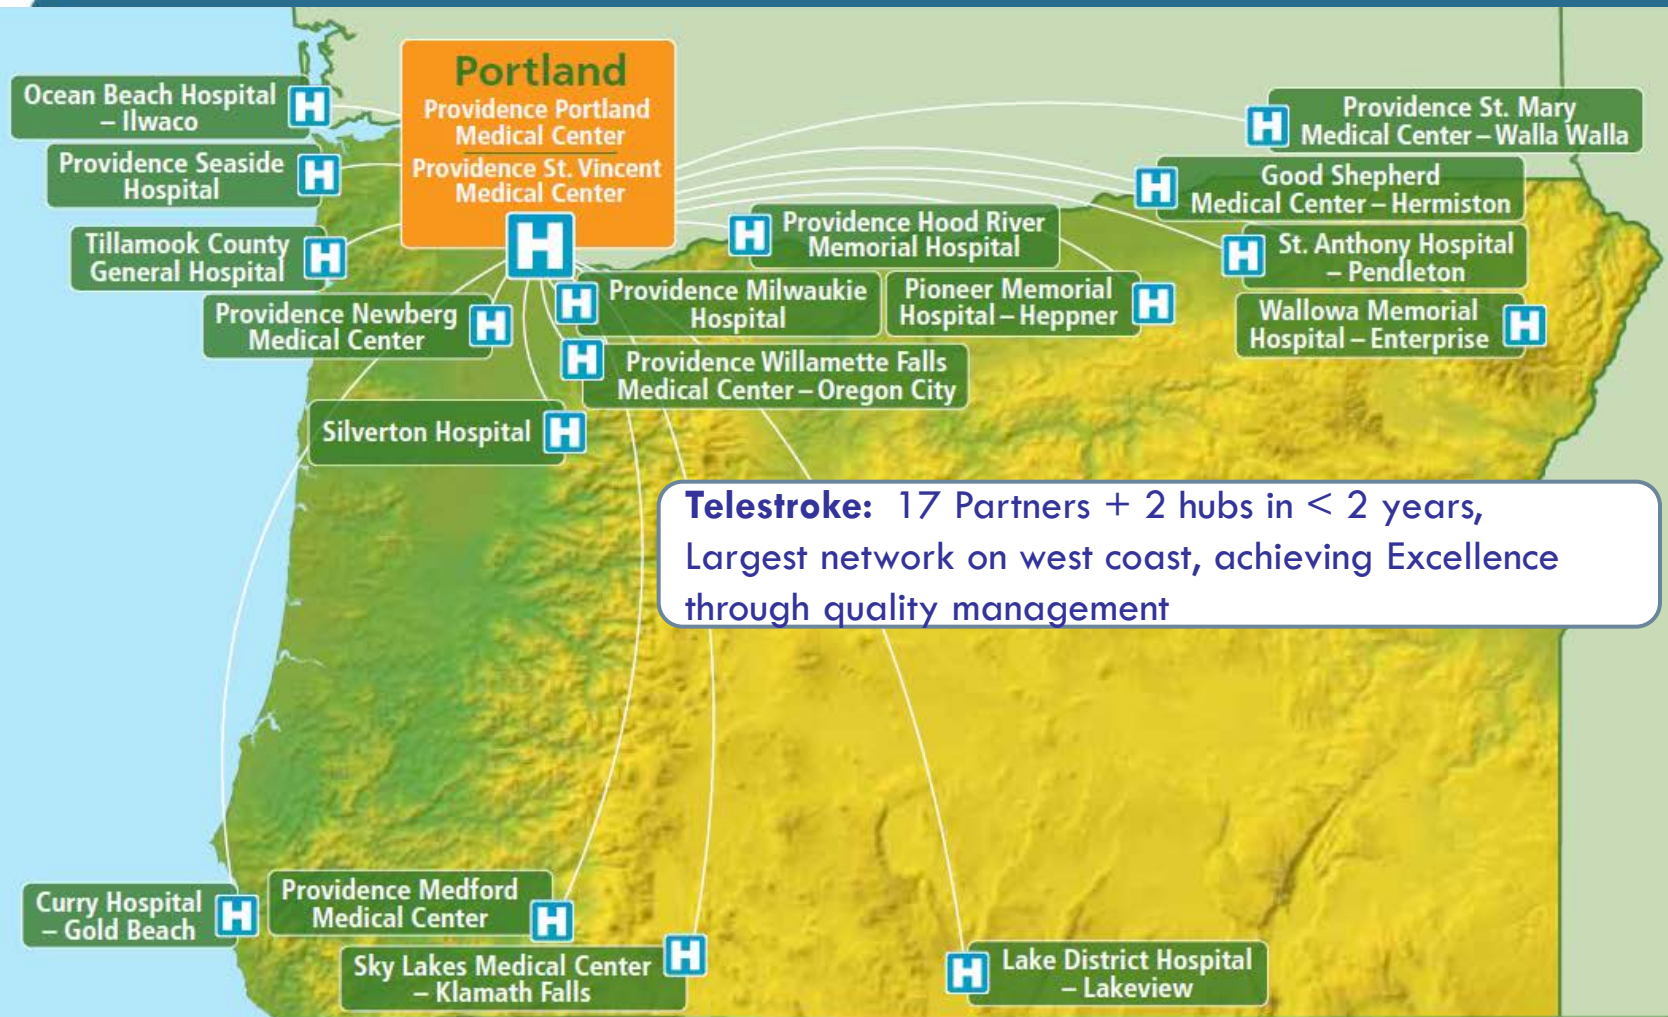 Portland
Providence Portland
Medical Center
Providence St. Vincent
Medical Center
H
Ocean Beach Hospital
– Ilwaco
H
Providence Seaside
Hospital
H
Tillamook County
General Hospital
H
Providence Newberg
Medical Center
H
Silverton Hospital
H
H
Providence Milwaukie
Hospital
H
Providence Willamette Falls
Medical Center – Oregon City
H
Providence Hood River
Memorial Hospital
Pioneer Memorial
Hospital – Heppner
H
H
Providence St. Mary
Medical Center – Walla Walla
H
Good Shepherd
Medical Center – Hermiston
H
St. Anthony Hospital
– Pendleton
Wallowa Memorial
Hospital – Enterprise
H
Telestroke: 17 Partners + 2 hubs in < 2 years,
Largest network on west coast, achieving Excellence
through quality management
Curry Hospital
– Gold Beach
H
Providence Medford
Medical Center
H
Sky Lakes Medical Center
– Klamath Falls
H
H
Lake District Hospital
– Lakeview